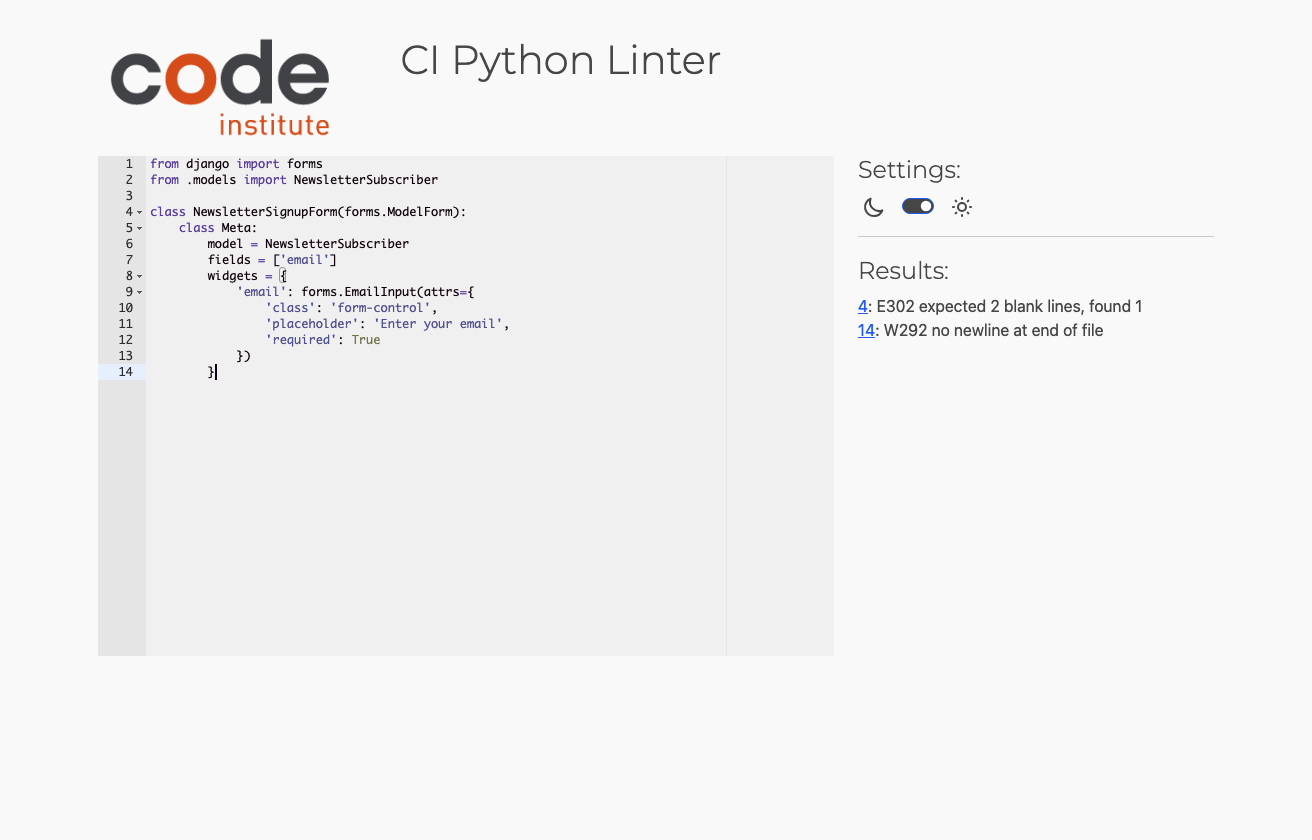 code
institute
CI Python Linter
1 from django import forms
2 from .models import NewsletterSubscriber
3
4 class NewsletterSignupForm(forms.ModelForm):
5     class Meta:
6         model = NewsletterSubscriber
7         fields = ['email']
8         widgets = {
9             'email': forms.EmailInput(attrs={
10                 'class': 'form-control',
11                 'placeholder': 'Enter your email',
12                 'required': True
13             })
14         }
Settings:
Results:
4: E302 expected 2 blank lines, found 1
14: W292 no newline at end of file